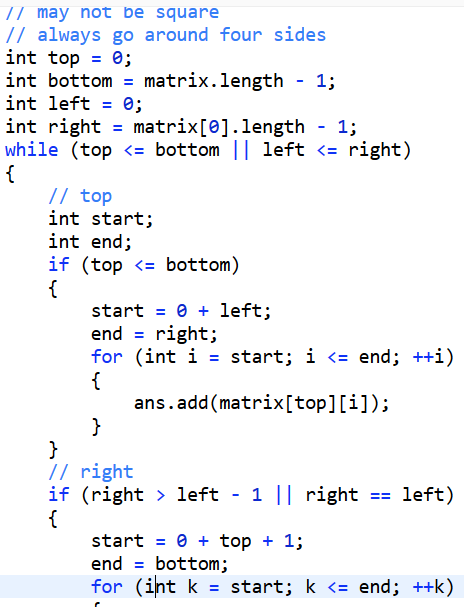 // may not be square
// always go around four sides
int top = 0;
int bottom = matrix.length - 1;
int left = 0;
int right = matrix[0].length - 1;
while (top <= bottom || left <= right)
{
    // top
    int start;
    int end;
    if (top <= bottom)
    {
        start = 0 + left;
        end = right;
        for (int i = start; i <= end; ++i)
        {
            ans.add(matrix[top][i]);
        }
    }
    // right
    if (right > left - 1 || right == left)
    {
        start = 0 + top + 1;
        end = bottom;
        for (int k = start; k <= end; ++k)
        {